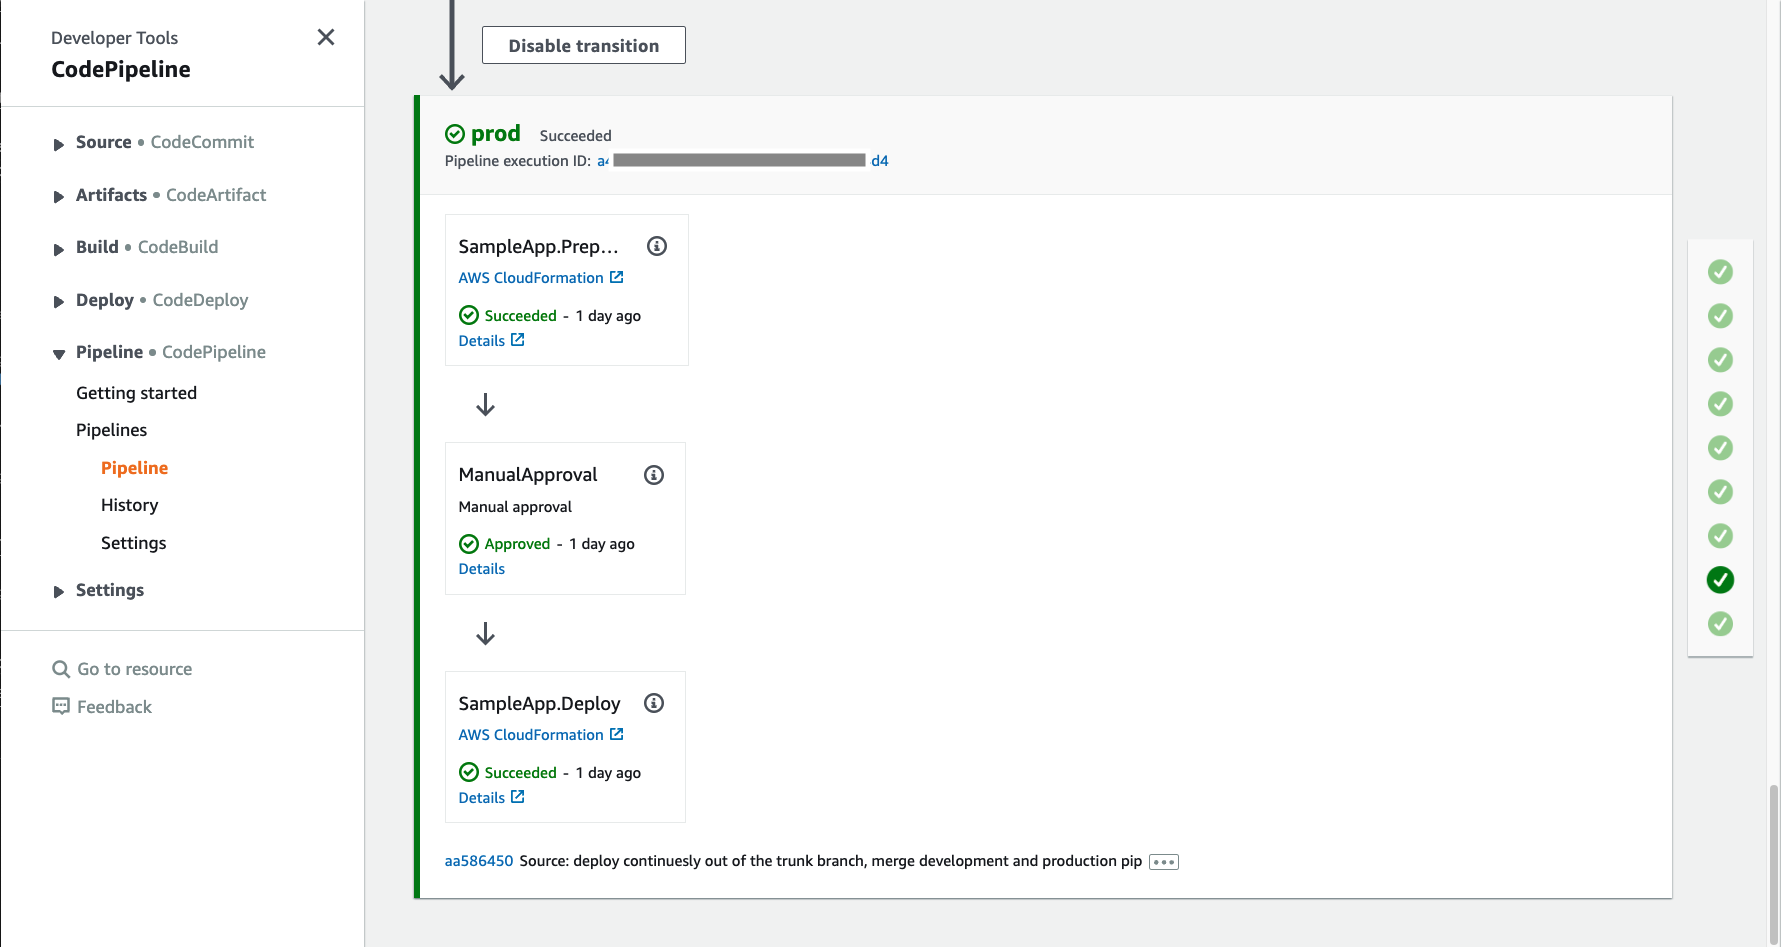 Developer Tools
CodePipeline
Source • CodeCommit
Artifacts • CodeArtifact
Build • CodeBuild
Deploy • CodeDeploy
Pipeline • CodePipeline
Getting started
Pipelines
Pipeline
History
Settings
Settings
Go to resource
Feedback
Disable transition
prod Succeeded
Pipeline execution ID: a4 d4
SampleApp.Prep...
AWS CloudFormation
Succeeded - 1 day ago
Details
ManualApproval
Manual approval
Approved - 1 day ago
Details
SampleApp.Deploy
AWS CloudFormation
Succeeded - 1 day ago
Details
aa586450 Source: deploy continuesly out of the trunk branch, merge development and production pip